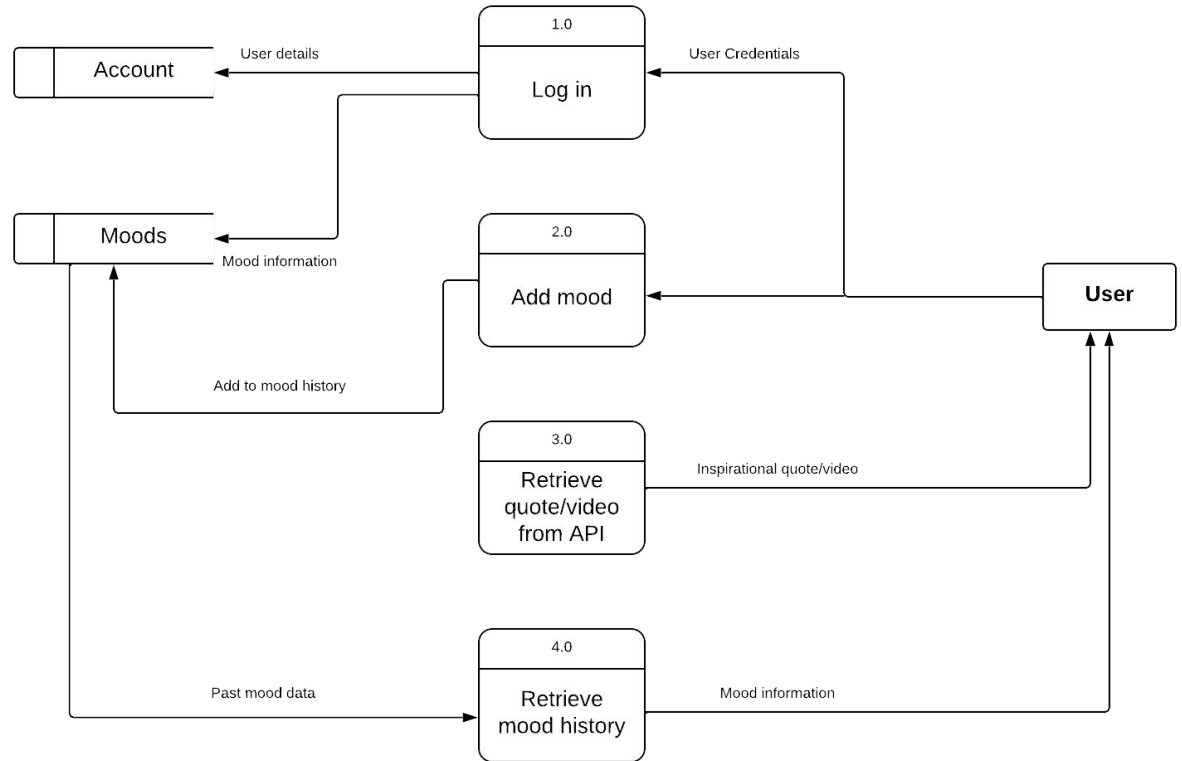 1.0
User details
User Credentials
Account
Log in
Moods
2.0
Mood information
Add mood
User
Add to mood history
3.0
Inspirational quote/video
Retrieve
quote/video
from API
4.0
Past mood data
Mood information
Retrieve
mood history